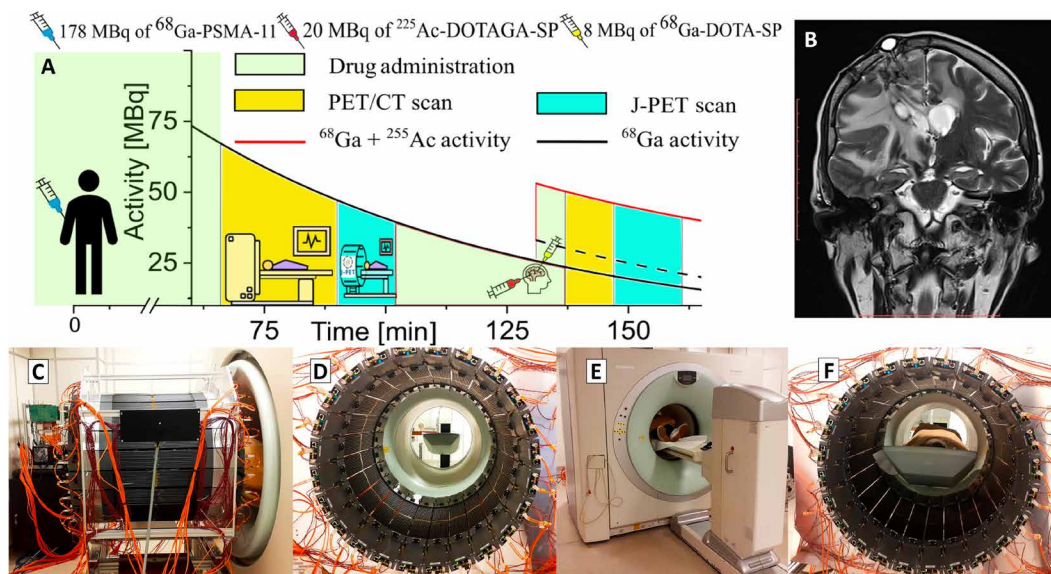 178 MBq of ⁶⁸Ga-PSMA-11 20 MBq of ²²⁵Ac-DOTAGA-SP 8 MBq of ⁶⁸Ga-DOTA-SP
A
Drug administration
PET/CT scan J-PET scan
⁶⁸Ga + ²⁵⁵Ac activity ⁶⁸Ga activity
Activity [MBq]
75
50
25
J-PET
0 75 Time [min] 125 150
B
C
D
E
F